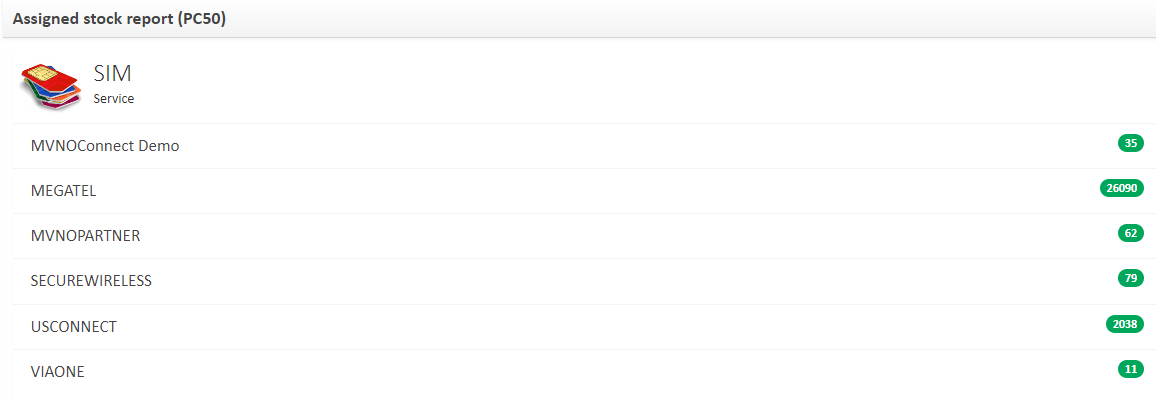 Assigned stock report (PC50)
SIM
Service
MVNOConnect Demo 35
MEGATEL 26090
MVNOPARTNER 62
SECUREWIRELESS 79
USCONNECT 2038
VIAONE 11